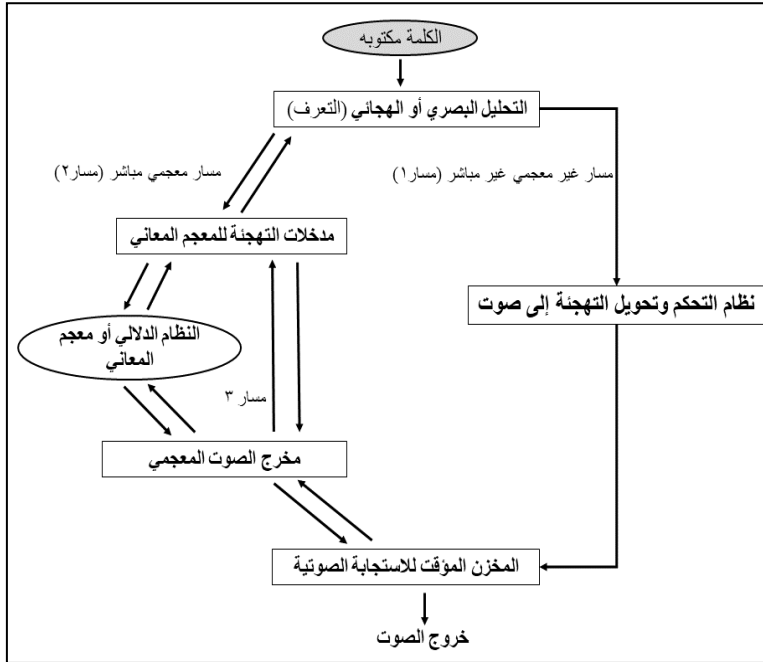 الكلمة مكتوبه
التحليل البصري أو الهجائي (التعرف)
مسار غير معجمي غير مباشر (مسار١)
مسار معجمي مباشر (مسار٢)
مدخلات التهجئة للمعجم المعاني
نظام التحكم وتحويل التهجئة إلى صوت
النظام الدلالي أو معجم
المعاني
مسار ٣
مخرج الصوت المعجمي
المخزن المؤقت للاستجابة الصوتية
خروج الصوت